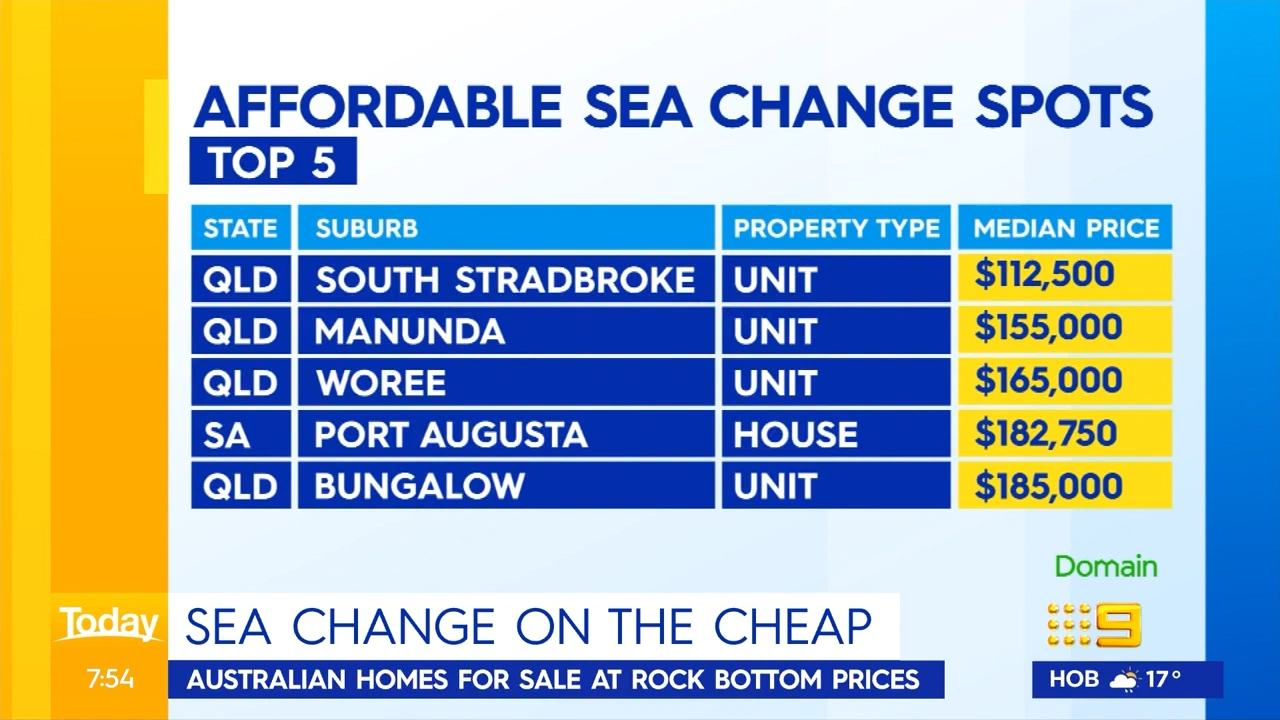 AFFORDABLE SEA CHANGE SPOTS
TOP 5
STATE SUBURB PROPERTY TYPE MEDIAN PRICE
QLD SOUTH STRADBROKE UNIT $112,500
QLD MANUNDA UNIT $155,000
QLD WOREE UNIT $165,000
SA PORT AUGUSTA HOUSE $182,750
QLD BUNGALOW UNIT $185,000
Domain
Today SEA CHANGE ON THE CHEAP 9
7:54 AUSTRALIAN HOMES FOR SALE AT ROCK BOTTOM PRICES HOB 17°